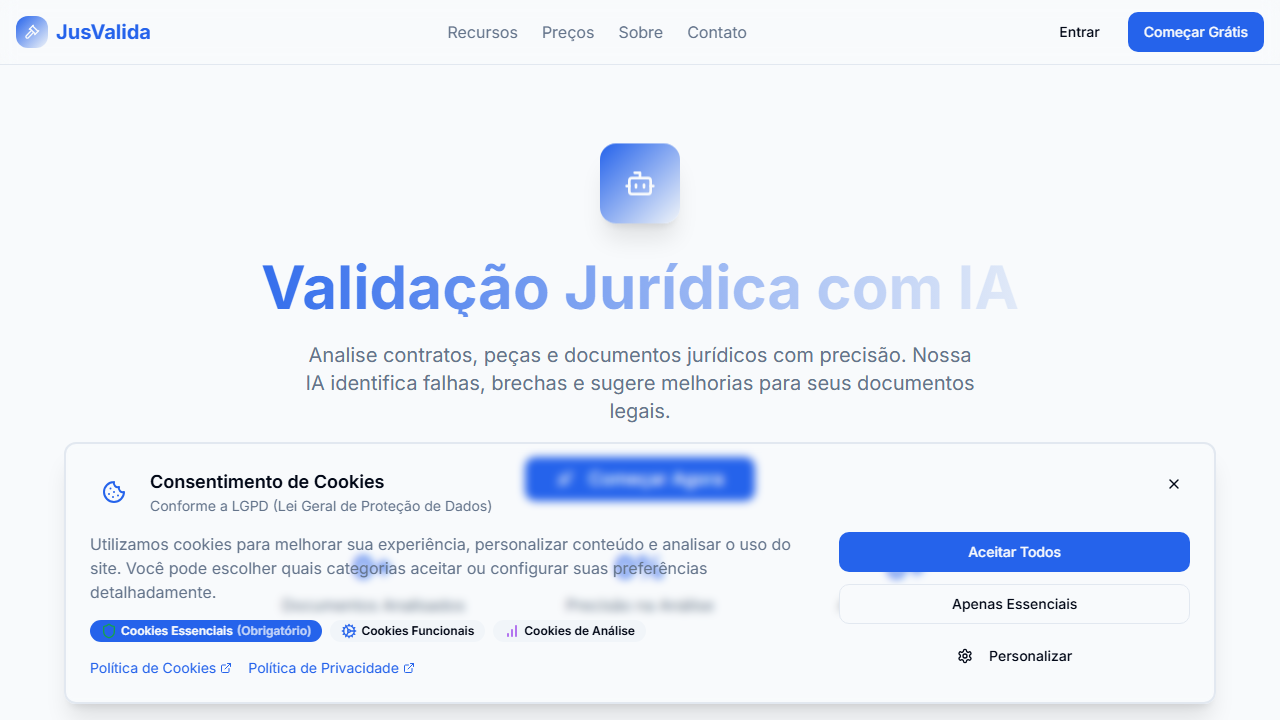 JusValida
Recursos Preços Sobre Contato
Entrar
Começar Grátis
Validação Jurídica com IA
Analise contratos, peças e documentos jurídicos com precisão. Nossa
IA identifica falhas, brechas e sugere melhorias para seus documentos
legais.
Começar Agora
Consentimento de Cookies
Conforme a LGPD (Lei Geral de Proteção de Dados)
Utilizamos cookies para melhorar sua experiência, personalizar conteúdo e analisar o uso do
site. Você pode escolher quais categorias aceitar ou configurar suas preferências
detalhadamente.
Documentos Analisados
Precisão na Análise
Cookies Essenciais (Obrigatório)
Cookies Funcionais
Cookies de Análise
Política de Cookies
Política de Privacidade
Aceitar Todos
Apenas Essenciais
Personalizar